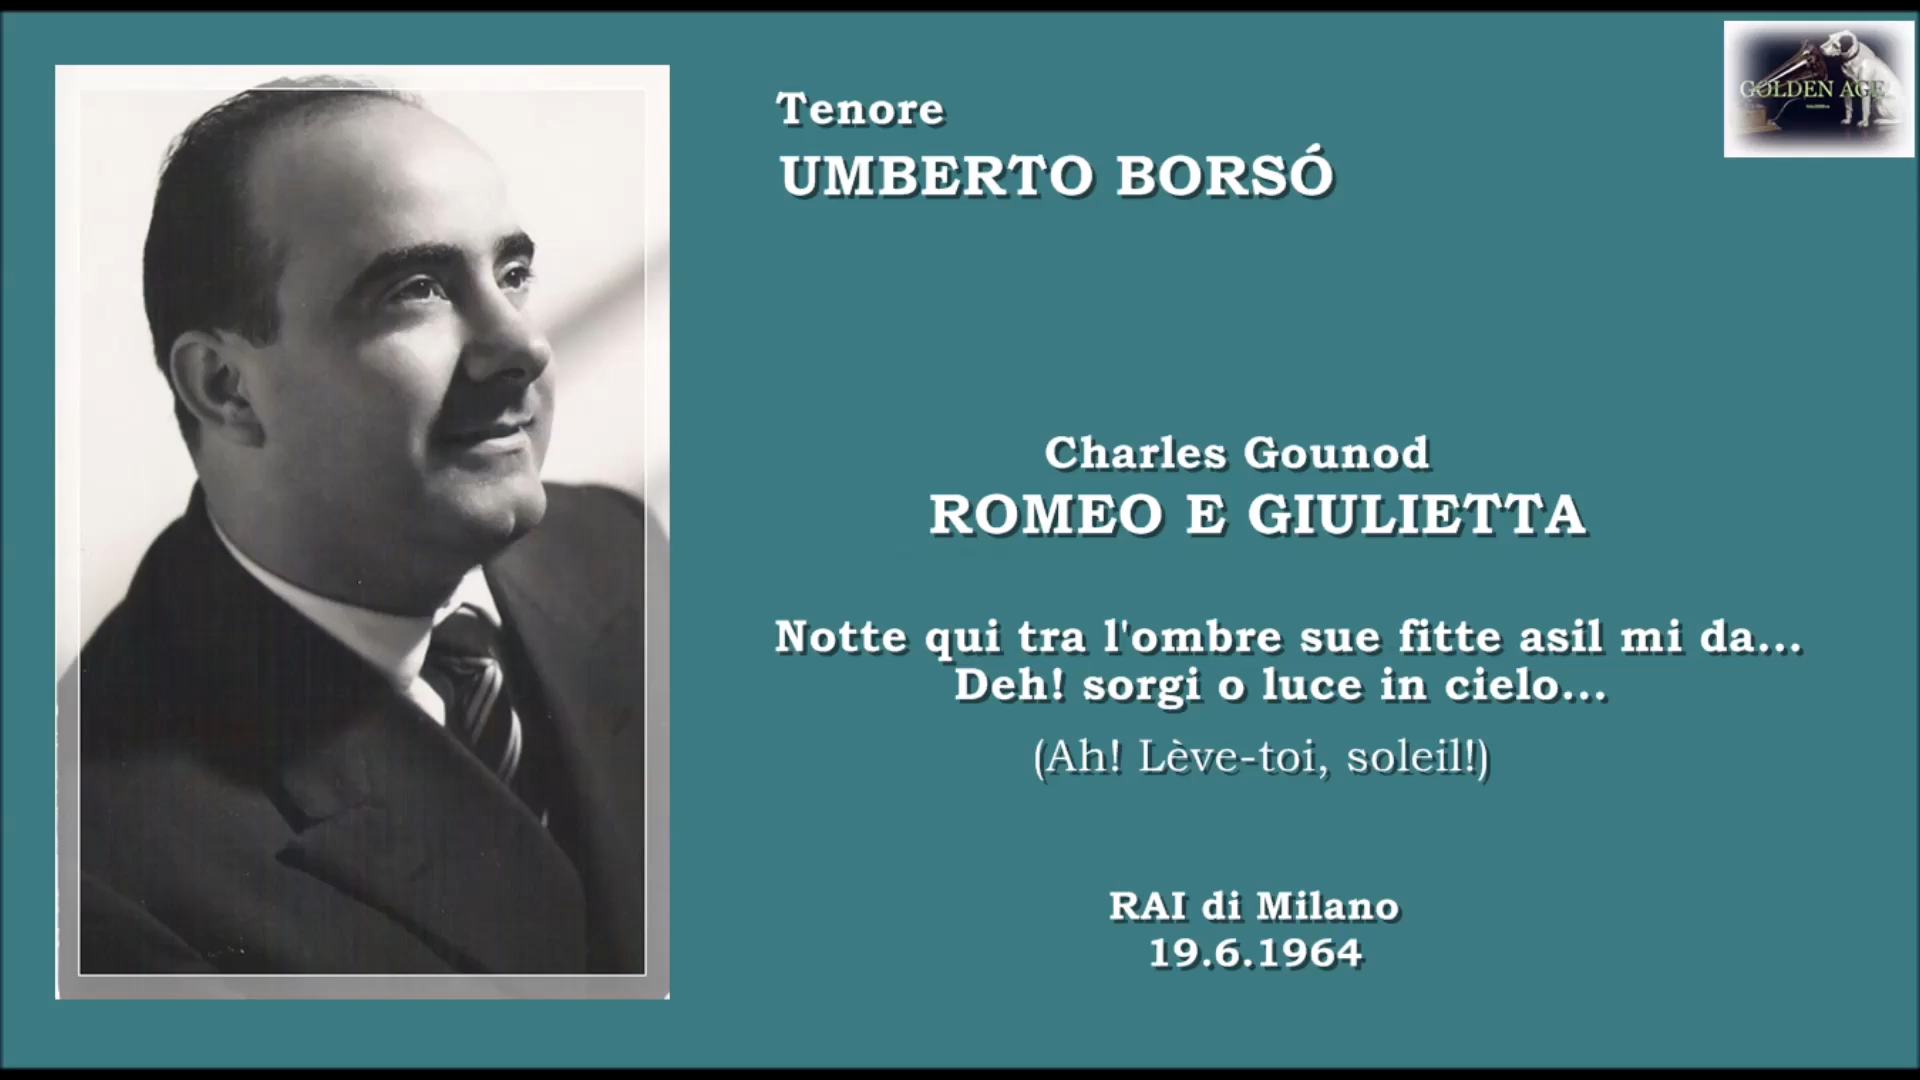 Tenore
UMBERTO BORSÓ
GOLDEN AGE
Charles Gounod
ROMEO E GIULIETTA
Notte qui tra l'ombre sue fitte asil mi da...
Deh! sorgi o luce in cielo...
(Ah! Lève-toi, soleil!)
RAI di Milano
19.6.1964